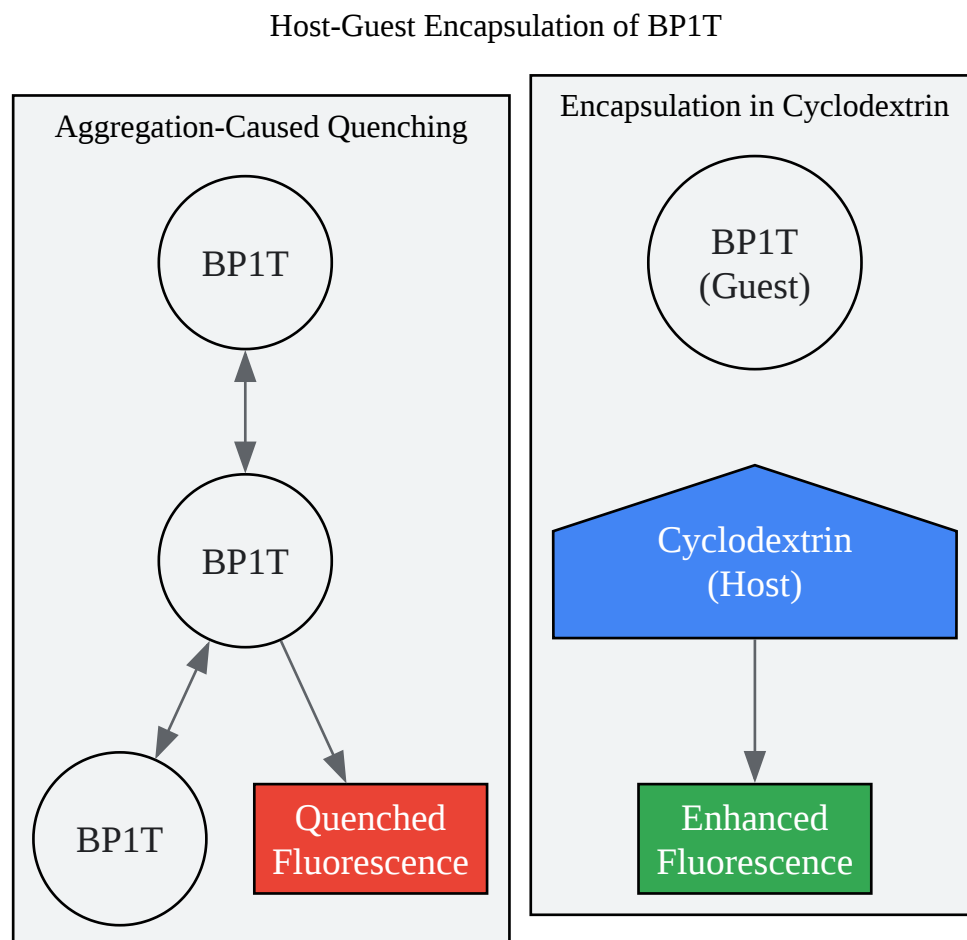 Host-Guest Encapsulation of BP1T
Aggregation-Caused Quenching
BP1T
BP1T
BP1T
Quenched
Fluorescence
Encapsulation in Cyclodextrin
BP1T
(Guest)
Cyclodextrin
(Host)
Enhanced
Fluorescence